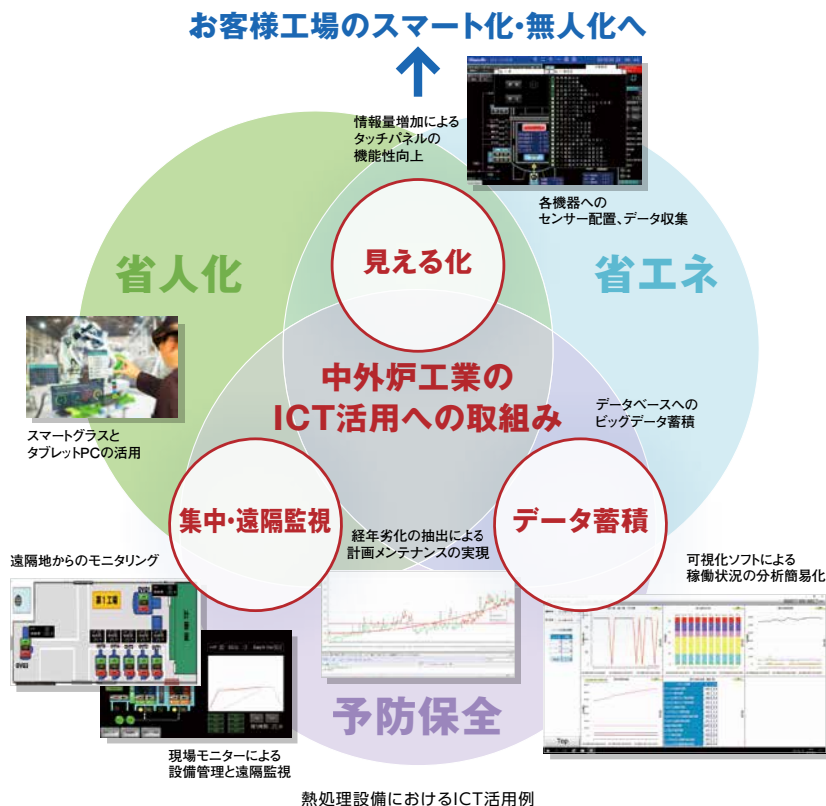 お客様工場のスマート化・無人化へ
情報量増加による
タッチパネルの
機能性向上
各機器への
センサー配置、データ収集
見える化
省人化
省エネ
中外炉工業の
ICT活用への取組み
データベースへの
ビッグデータ蓄積
スマートグラスと
タブレットPCの活用
集中・遠隔監視
データ蓄積
経年劣化の抽出による
計画メンテナンスの実現
遠隔地からのモニタリング
可視化ソフトによる
稼働状況の分析簡易化
第1工場
Top
予防保全
現場モニターによる
設備管理と遠隔監視
熱処理設備におけるICT活用例